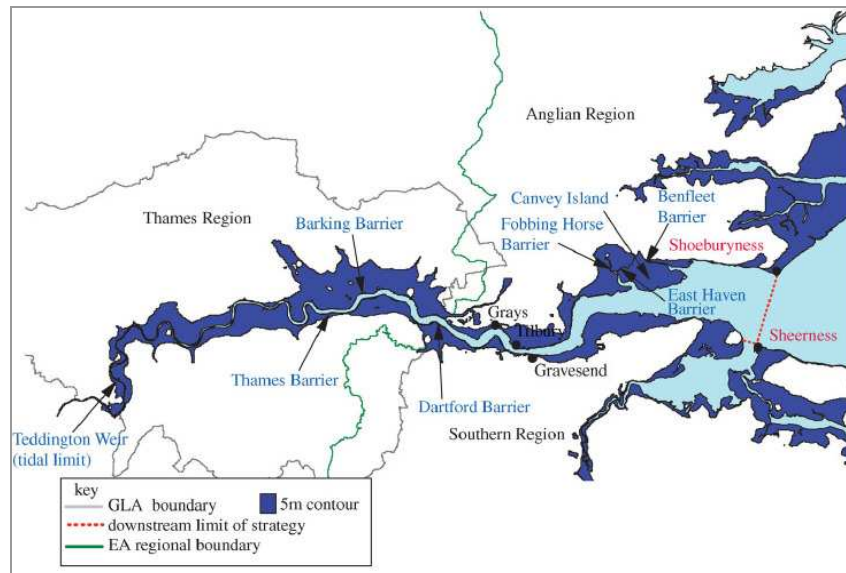 Anglian Region
Canvey Island
Benfleet
Barrier
Fobbing Horse
Barrier
Thames Region
Barking Barrier
Shoeburyness
East Haven
Barrier
Grays
Tilbury
Sheerness
Gravesend
Thames Barrier
Dartford Barrier
Southern Region
Teddington Weir
(tidal limit)
key
GLA boundary
5m contour
downstream limit of strategy
EA regional boundary